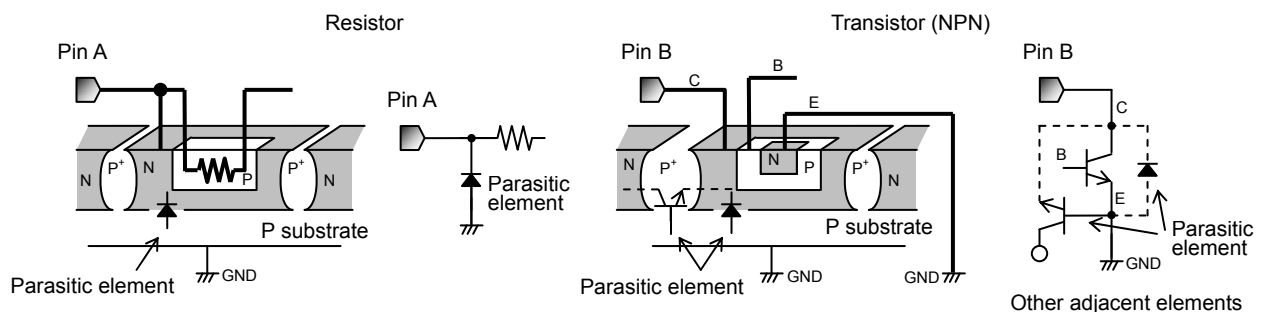 Resistor
Pin A
N
P+
N
P
P+
N
P substrate
Parasitic element
GND
Pin A
Parasitic
element
Transistor (NPN)
Pin B
C
B
E
N
P+
N
P
P+
N
P substrate
Parasitic element
GND
GND
Pin B
C
B
E
Parasitic
element
GND
Other adjacent elements